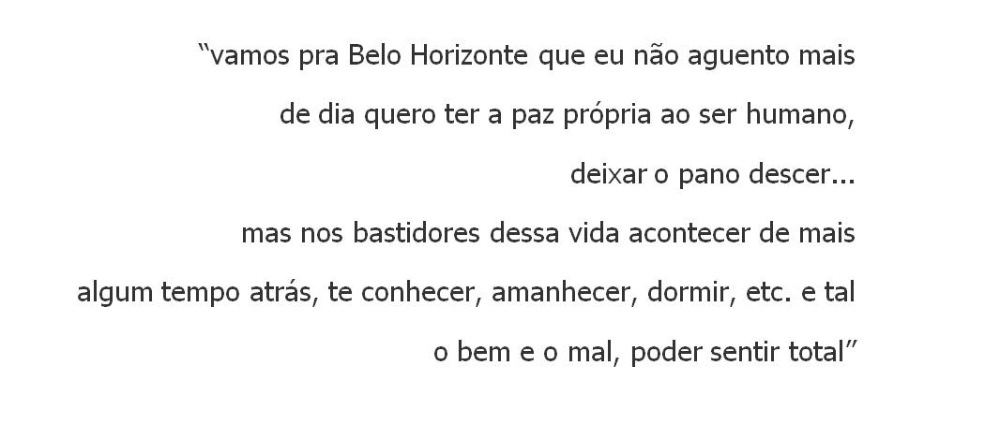 “vamos pra Belo Horizonte que eu não aguento mais
de dia quero ter a paz própria ao ser humano,
deixar o pano descer...
mas nos bastidores dessa vida acontecer de mais
algum tempo atrás, te conhecer, amanhecer, dormir, etc. e tal
o bem e o mal, poder sentir total”